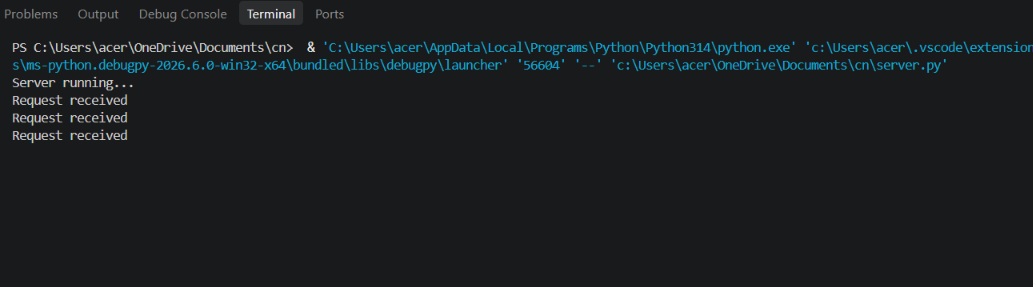 Problems Output Debug Console Terminal Ports
PS C:\Users\acer\OneDrive\Documents\cn> & 'C:\Users\acer\AppData\Local\Programs\Python\Python314\python.exe' 'c:\Users\acer\.vscode\extension
s\ms-python.debugpy-2026.6.0-win32-x64\bundled\libs\debugpy\launcher' '56604' '--' 'c:\Users\acer\OneDrive\Documents\cn\server.py'
Server running...
Request received
Request received
Request received